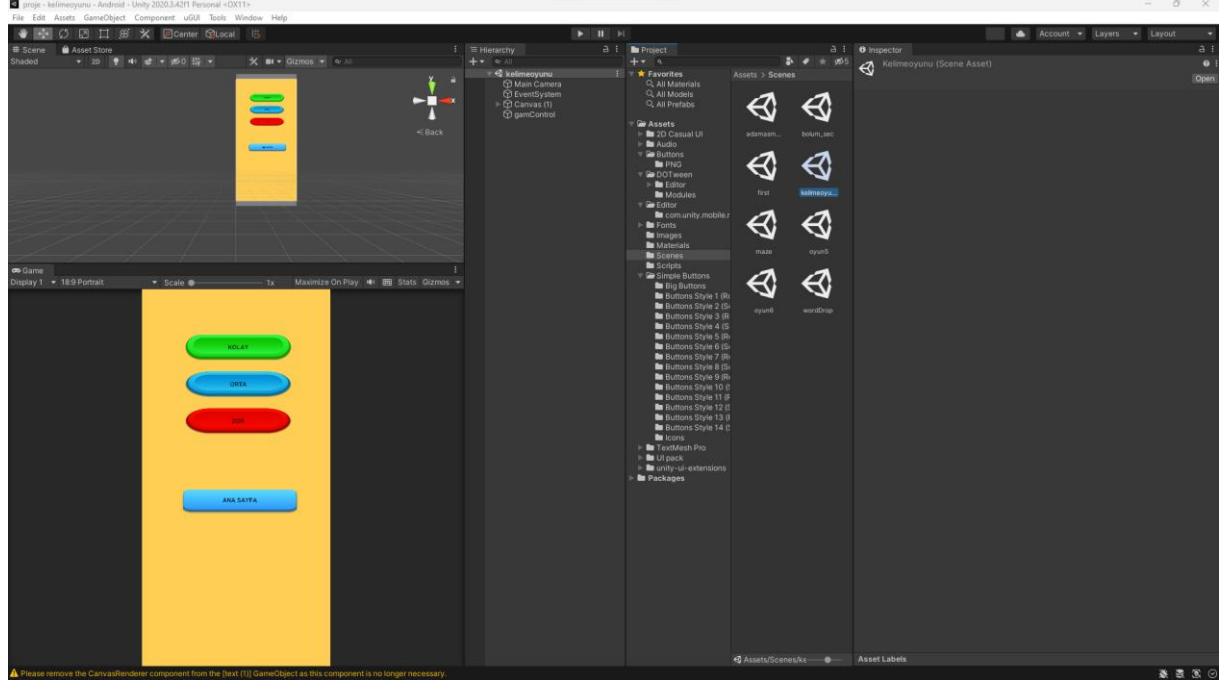 proje - kelimeoyunu - Android - Unity 2020.3.42f1 Personal <DX11>
File Edit Assets GameObject Component uGUI Tools Window Help
Center Local
Account Layers Layout
Scene Asset Store
Shaded 2D 0 Gizmos All
Y
x
Back
Game
Display 1 18:9 Portrait Scale 1x Maximize On Play Stats Gizmos
KOLAY
ORTA
ZOR
ANA SAYFA
Hierarchy
All
kelimeoyunu
Main Camera
EventSystem
Canvas (1)
gamControl
Project
5
Favorites
All Materials
All Models
All Prefabs
Assets
2D Casual UI
Audio
Buttons
PNG
DOTween
Editor
Modules
Editor
com.unity.mobile.r
Fonts
Images
Materials
Scenes
Scripts
Simple Buttons
Big Buttons
Buttons Style 1 (R
Buttons Style 2 (S
Buttons Style 3 (R
Buttons Style 4 (S
Buttons Style 5 (R
Buttons Style 6 (S
Buttons Style 7 (R
Buttons Style 8 (S
Buttons Style 9 (R
Buttons Style 10 (
Buttons Style 11 (
Buttons Style 12 (
Buttons Style 13 (
Buttons Style 14 (
Icons
TextMesh Pro
UI pack
unity-ui-extensions
Packages
Assets > Scenes
adamasm... bolum_sec
first kelimeoyu...
maze oyun5
oyun6 wordDrop
Assets/Scenes/ke
Inspector
Kelimeoyunu (Scene Asset)
Open
Asset Labels
Please remove the CanvasRenderer component from the [text (1)] GameObject as this component is no longer necessary.